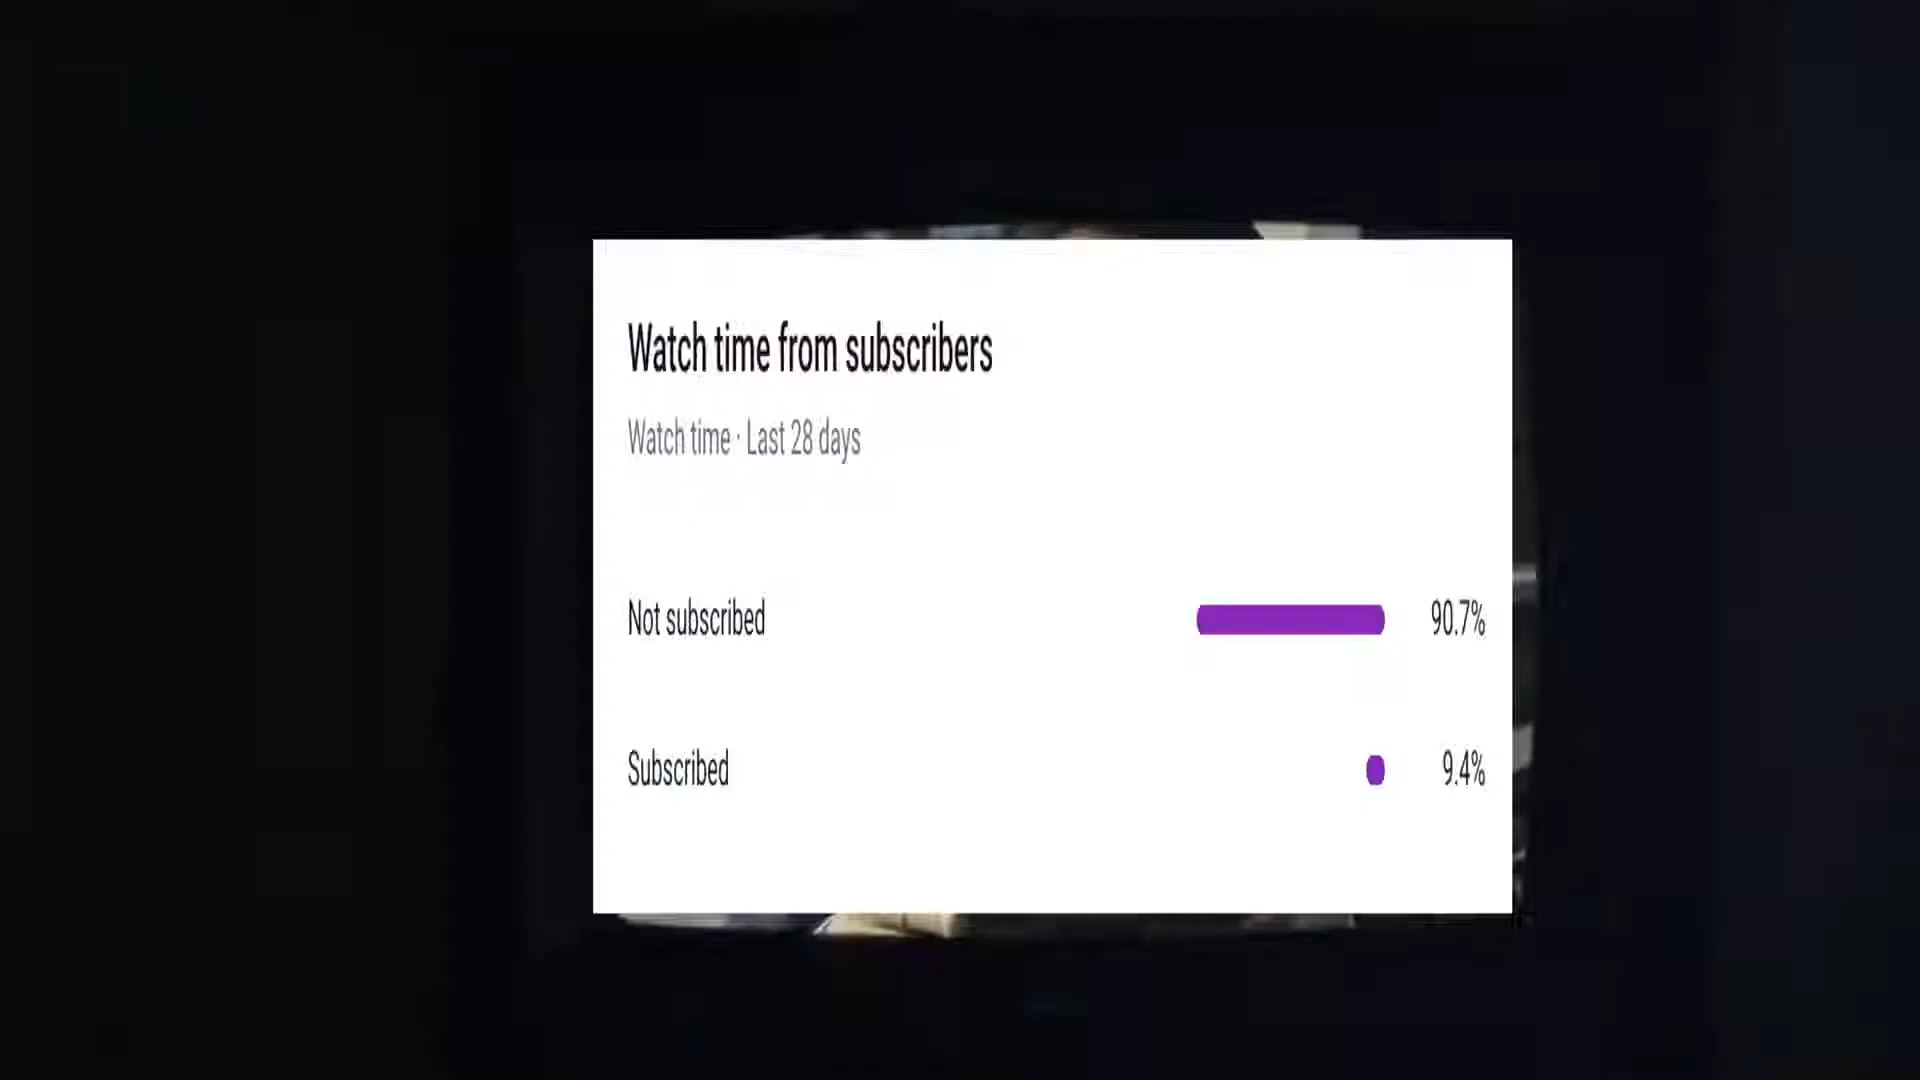 Watch time from subscribers
Watch time · Last 28 days
Not subscribed 90.7%
Subscribed 9.4%